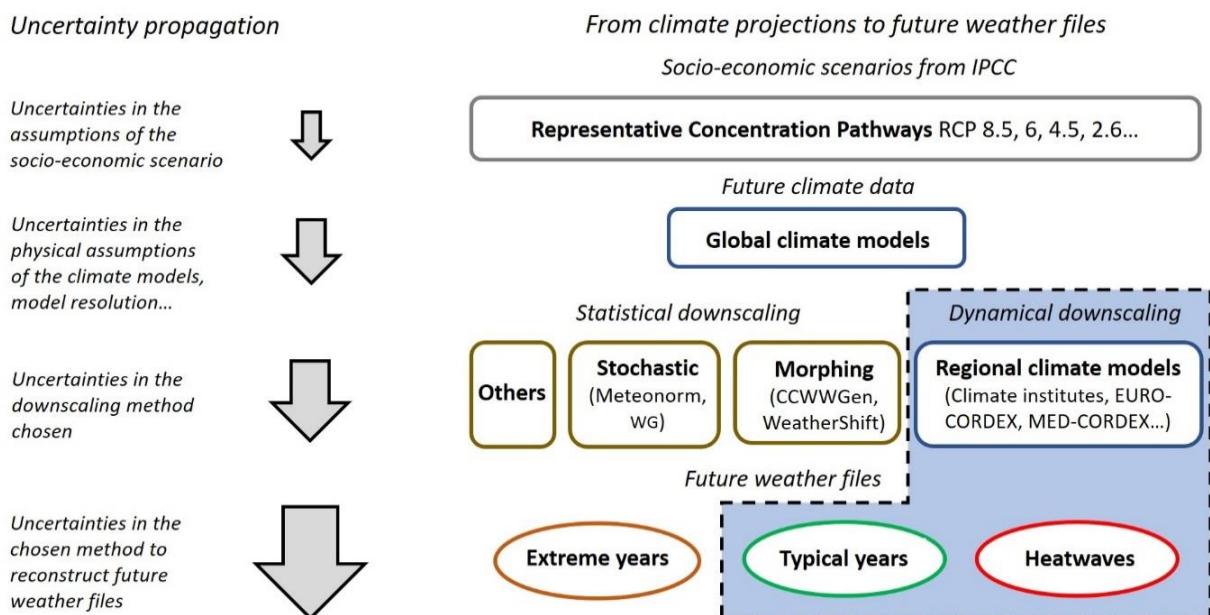 Uncertainty propagation
From climate projections to future weather files
Socio-economic scenarios from IPCC
Uncertainties in the
assumptions of the
socio-economic scenario
Representative Concentration Pathways RCP 8.5, 6, 4.5, 2.6...
Future climate data
Uncertainties in the
physical assumptions
of the climate models,
model resolution...
Global climate models
Statistical downscaling
Dynamical downscaling
Uncertainties in the
downscaling method
chosen
Others
Stochastic
(Meteonorm,
WG)
Morphing
(CCWWGen,
WeatherShift)
Regional climate models
(Climate institutes, EURO-
CORDEX, MED-CORDEX...)
Future weather files
Uncertainties in the
chosen method to
reconstruct future
weather files
Extreme years
Typical years
Heatwaves